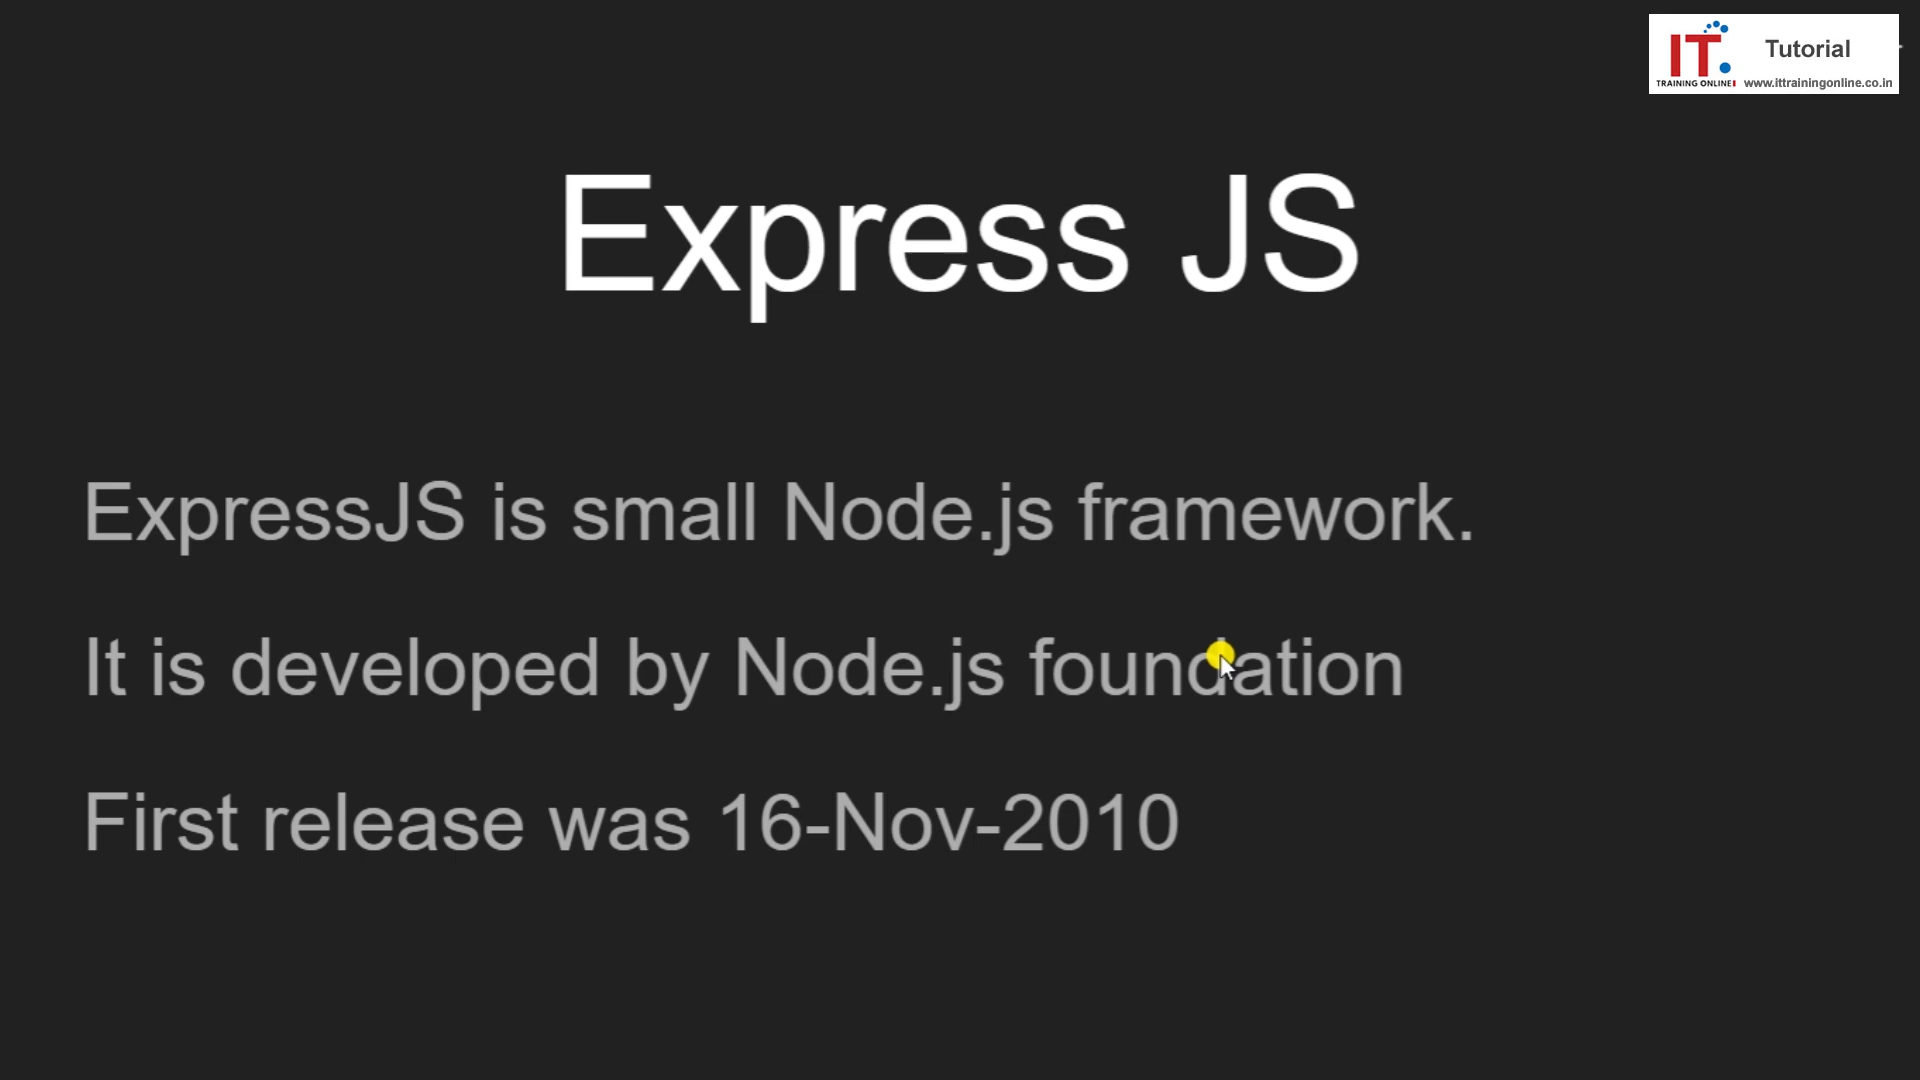 IT.
TRAINING ONLINE
Tutorial
www.ittrainingonline.co.in
Express JS
ExpressJS is small Node.js framework.
It is developed by Node.js foundation
First release was 16-Nov-2010